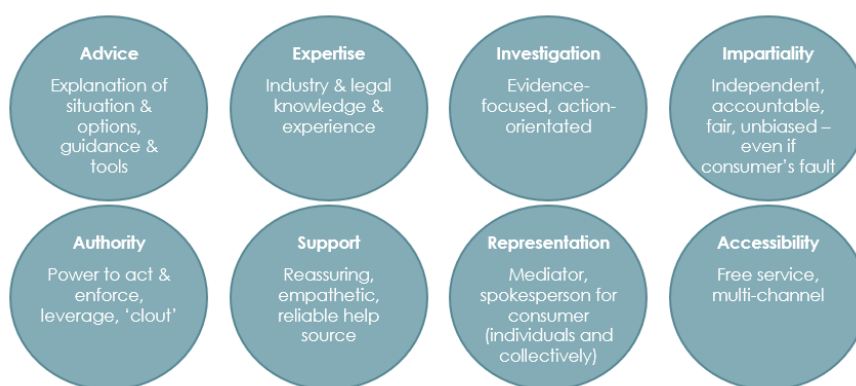 Advice
Explanation of
situation &
options,
guidance &
tools
Expertise
Industry & legal
knowledge &
experience
Investigation
Evidence-
focused, action-
orientated
Impartiality
Independent,
accountable,
fair, unbiased –
even if
consumer's fault
Authority
Power to act &
enforce,
leverage, 'clout'
Support
Reassuring,
empathetic,
reliable help
source
Representation
Mediator,
spokesperson for
consumer
(individuals and
collectively)
Accessibility
Free service,
multi-channel